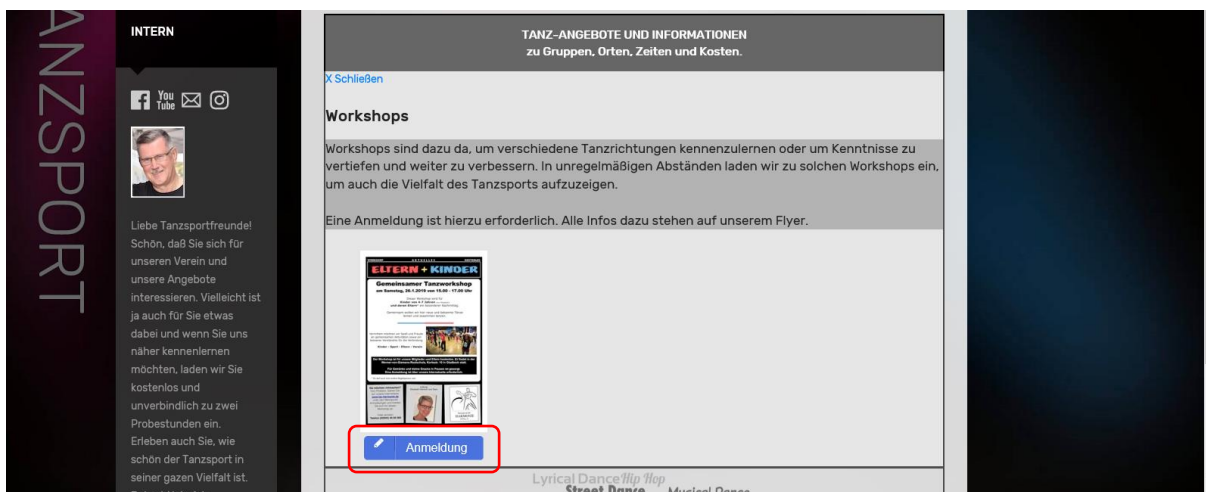 ANZSPORT
INTERN
You
Tube
Liebe Tanzsportfreunde!
Schön, daß Sie sich für
unseren Verein und
unsere Angebote
interessieren. Vielleicht ist
ja auch für Sie etwas
dabei und wenn Sie uns
näher kennenlernen
möchten, laden wir Sie
kostenlos und
unverbindlich zu zwei
Probestunden ein.
Erleben auch Sie, wie
schön der Tanzsport in
seiner gazen Vielfalt ist.
TANZ-ANGEBOTE UND INFORMATIONEN
zu Gruppen, Orten, Zeiten und Kosten.
X Schließen
Workshops
Workshops sind dazu da, um verschiedene Tanzrichtungen kennenzulernen oder um Kenntnisse zu
vertiefen und weiter zu verbessern. In unregelmäßigen Abständen laden wir zu solchen Workshops ein,
um auch die Vielfalt des Tanzsports aufzuzeigen.
Eine Anmeldung ist hierzu erforderlich. Alle Infos dazu stehen auf unserem Flyer.
ELTERN + KINDER
Gemeinsamer Tanzworkshop
Anmeldung
Lyrical Dance Hip Hop
Street Dance Musical Dance